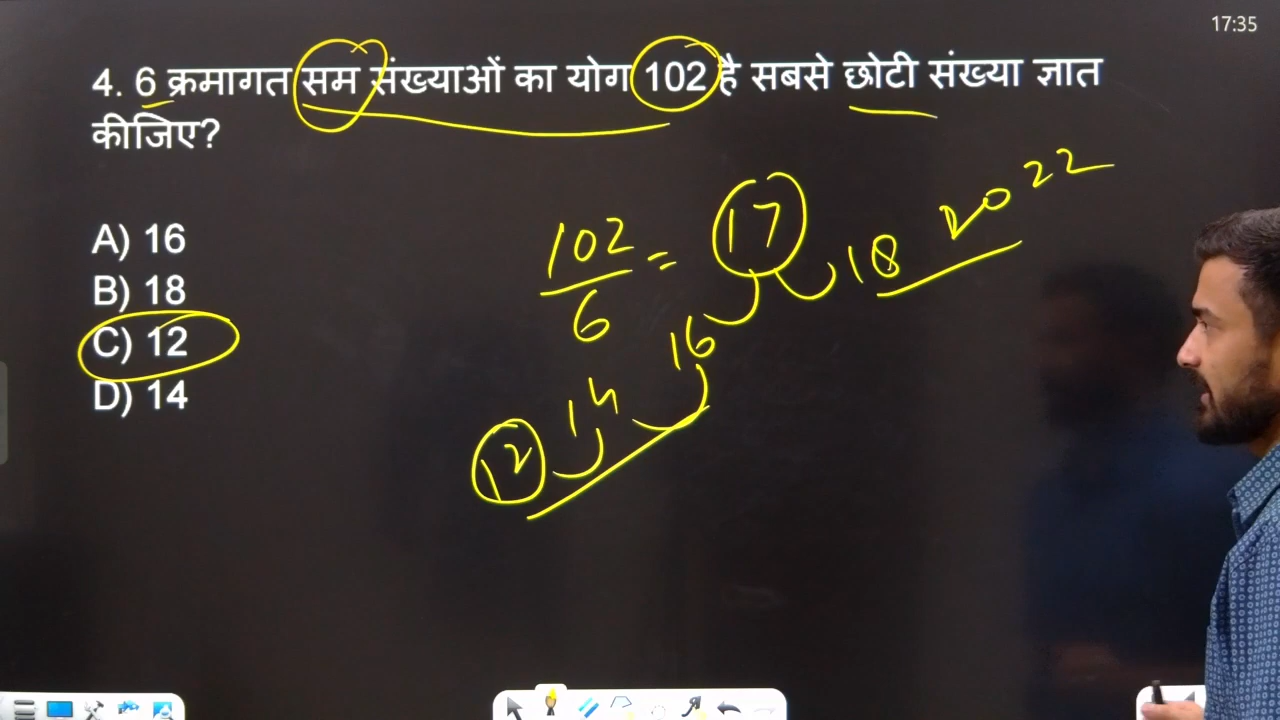 17:35
4. 6 क्रमागत सम संख्याओं का योग 102 है सबसे छोटी संख्या ज्ञात
कीजिए?
A) 16
B) 18
C) 12
D) 14
102/6 = 17
18 20 22
16
14
12